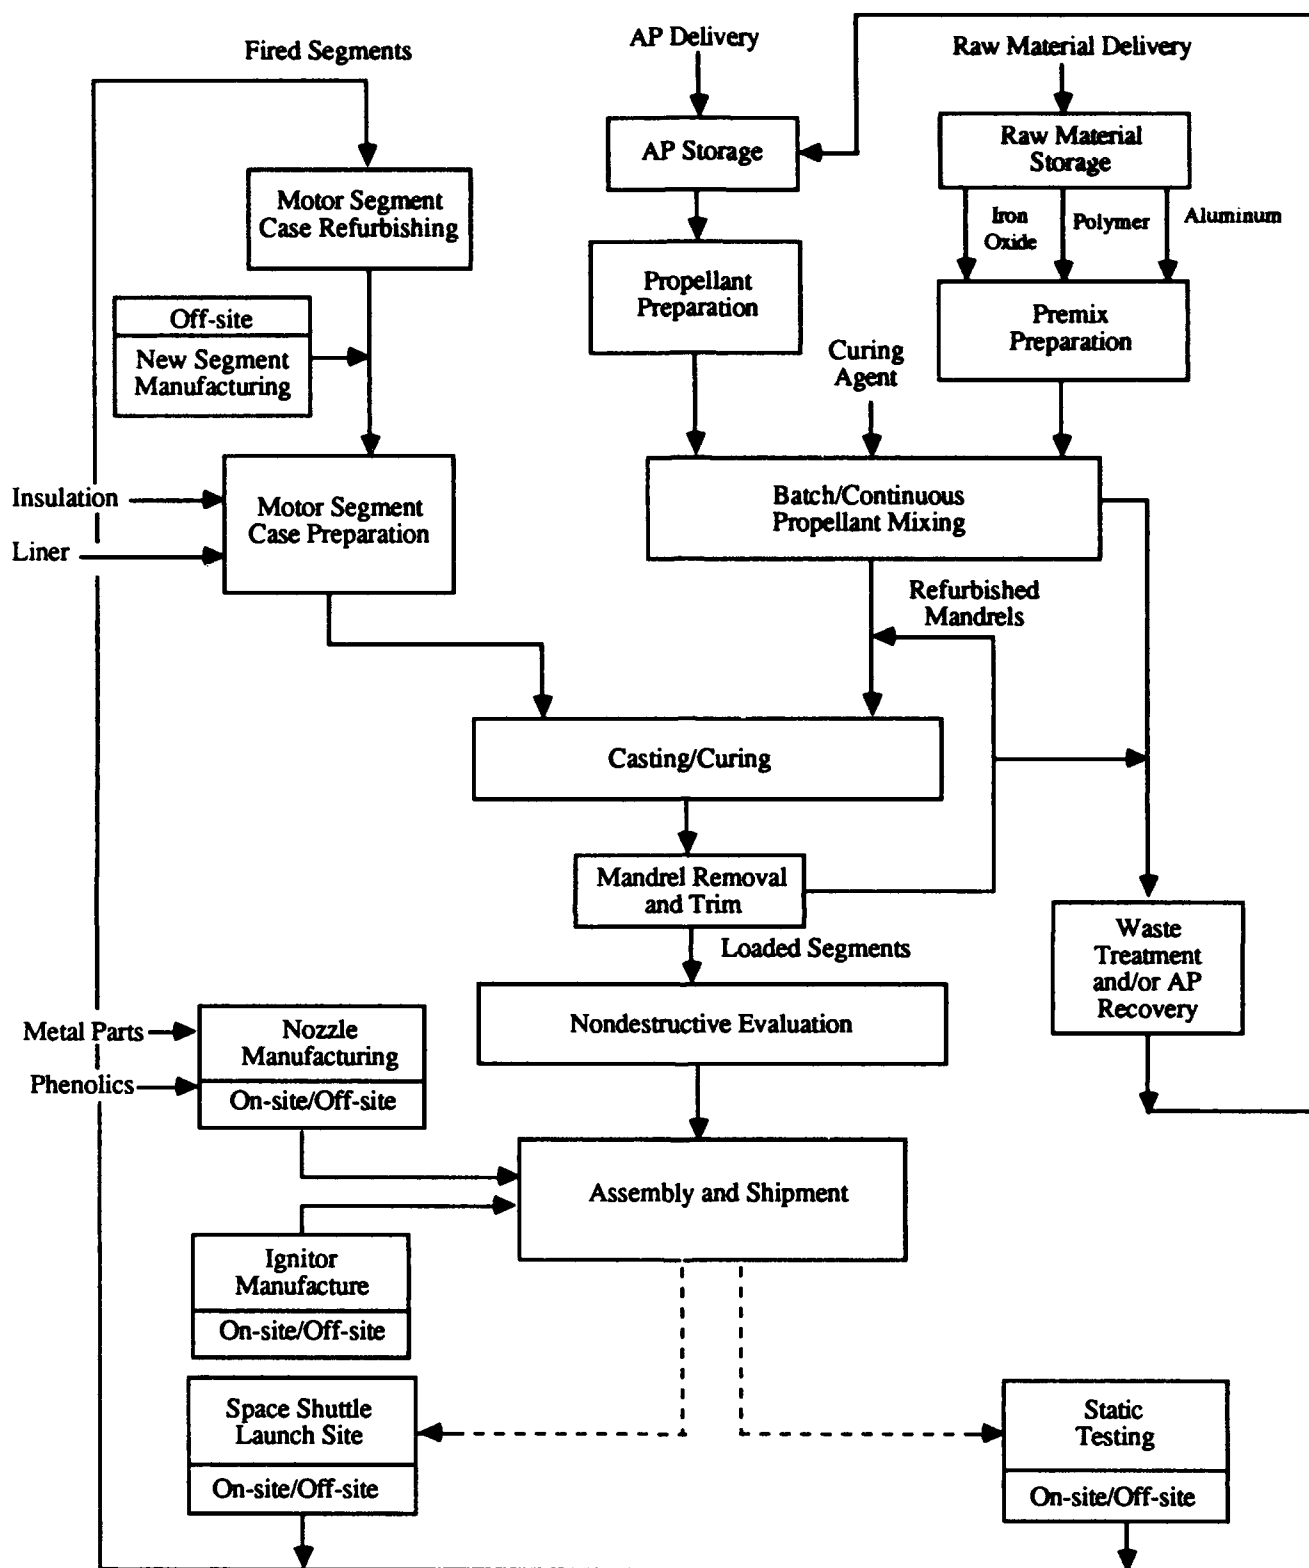 Fired Segments
AP Delivery
Raw Material Delivery
AP Storage
Raw Material
Storage
Iron
Oxide
Polymer
Aluminum
Motor Segment
Case Refurbishing
Propellant
Preparation
Premix
Preparation
Off-site
New Segment
Manufacturing
Curing
Agent
Insulation
Liner
Motor Segment
Case Preparation
Batch/Continuous
Propellant Mixing
Refurbished
Mandrels
Casting/Curing
Mandrel Removal
and Trim
Loaded Segments
Waste
Treatment
and/or AP
Recovery
Nondestructive Evaluation
Metal Parts
Phenolics
Nozzle
Manufacturing
On-site/Off-site
Assembly and Shipment
Ignitor
Manufacture
On-site/Off-site
Space Shuttle
Launch Site
On-site/Off-site
Static
Testing
On-site/Off-site